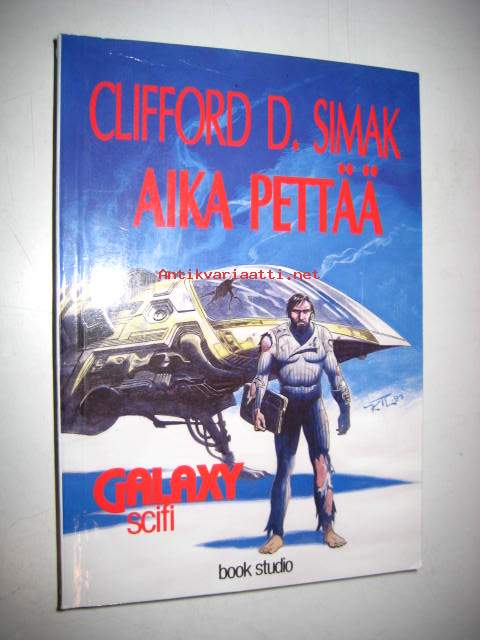 CLIFFORD D. SIMAK
AIKA PETTÄÄ
Antikvariaatti.net
GALAXY
scifi
book studio